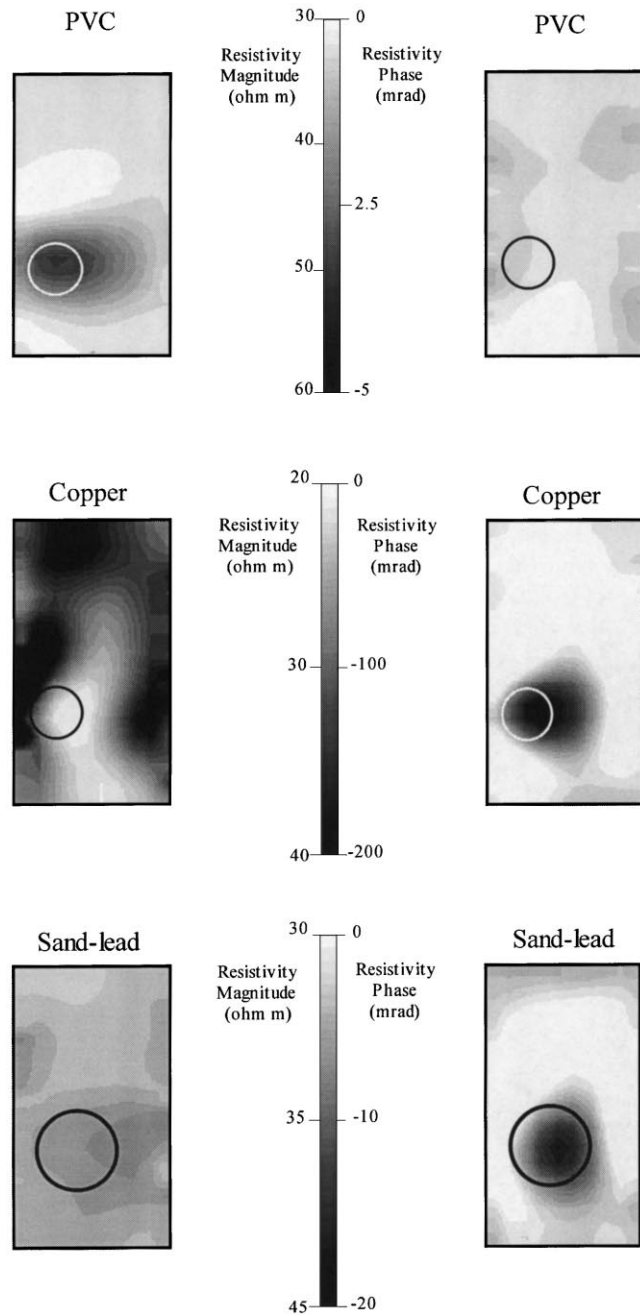 PVC
30
0
PVC
Resistivity
Magnitude
(ohm m)
Resistivity
Phase
(mrad)
40
2.5
50
60
-5
Copper
20
0
Copper
Resistivity
Magnitude
(ohm m)
Resistivity
Phase
(mrad)
30
-100
40
-200
Sand-lead
30
0
Sand-lead
Resistivity
Magnitude
(ohm m)
Resistivity
Phase
(mrad)
35
-10
45
-20